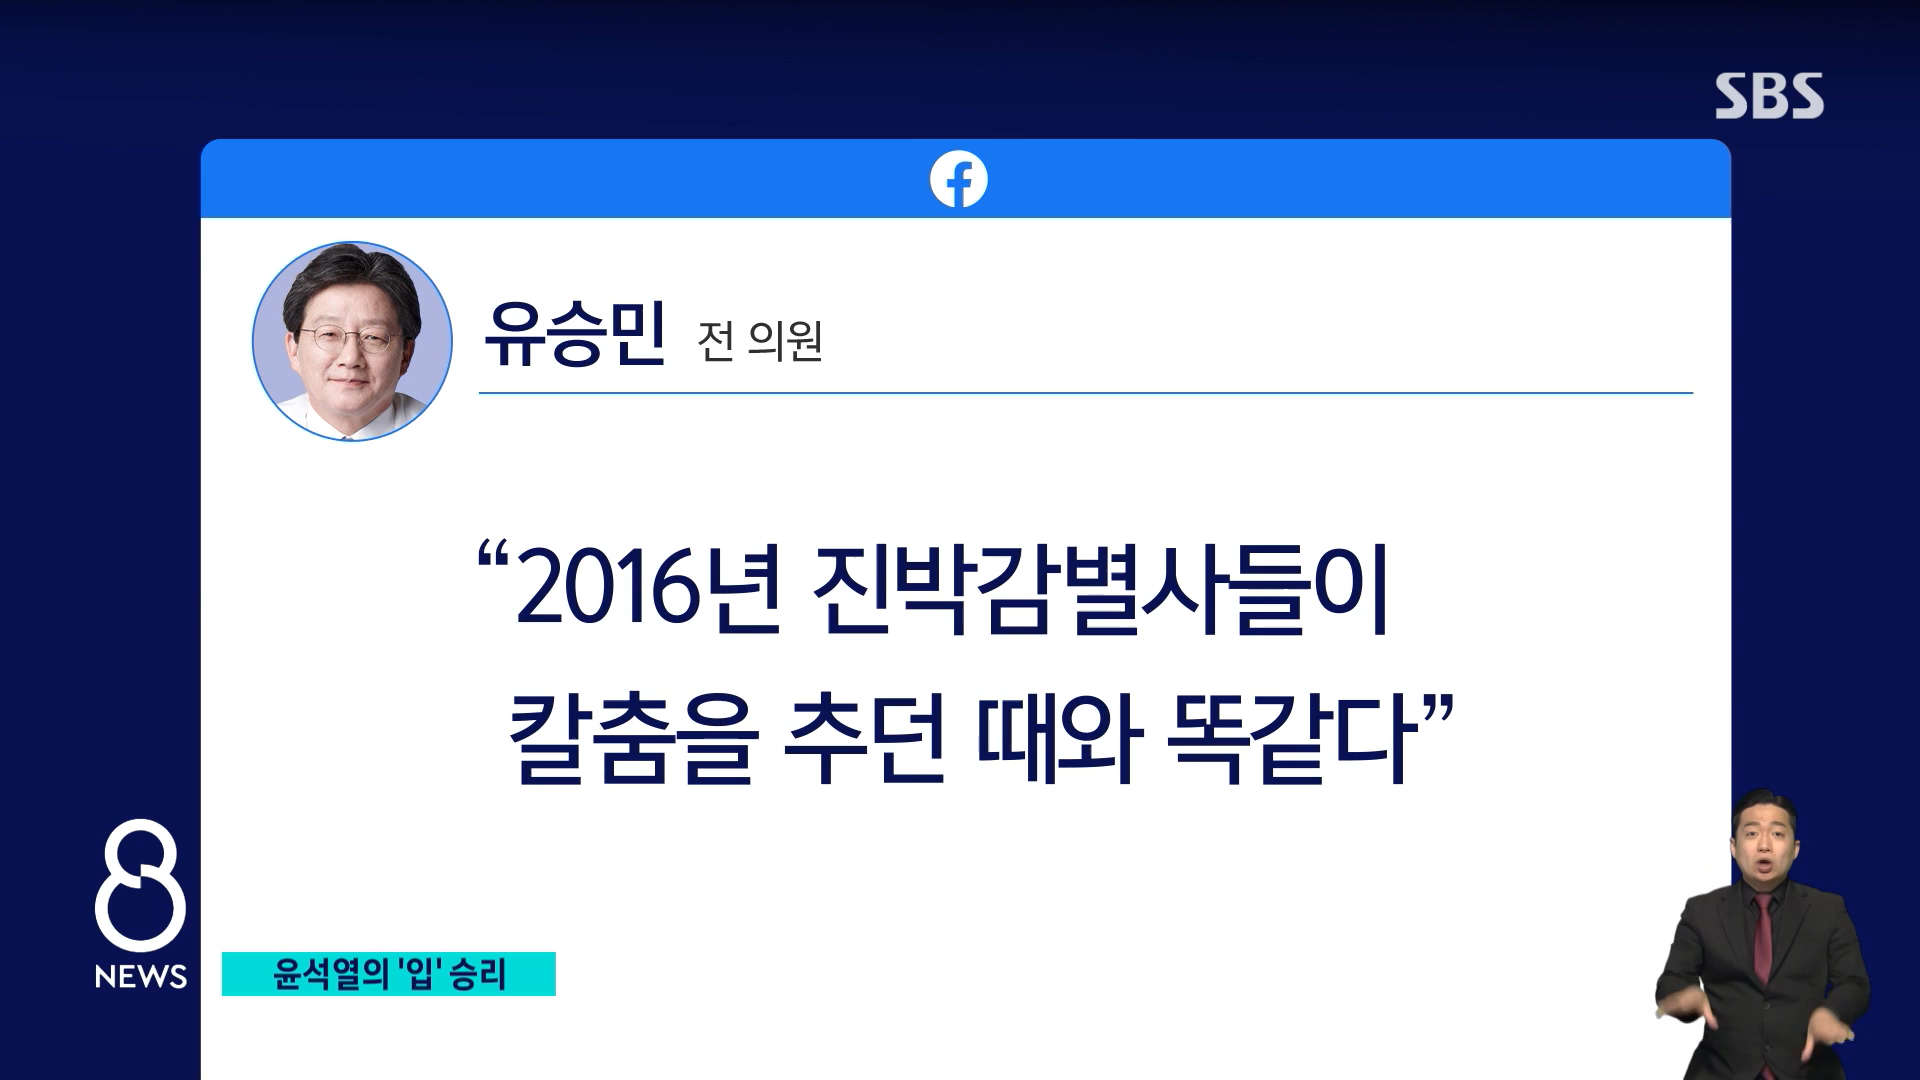 SBS
유승민 전 의원
“2016년 진박감별사들이
칼춤을 추던 때와 똑같다”
8
NEWS
윤석열의 '입' 승리